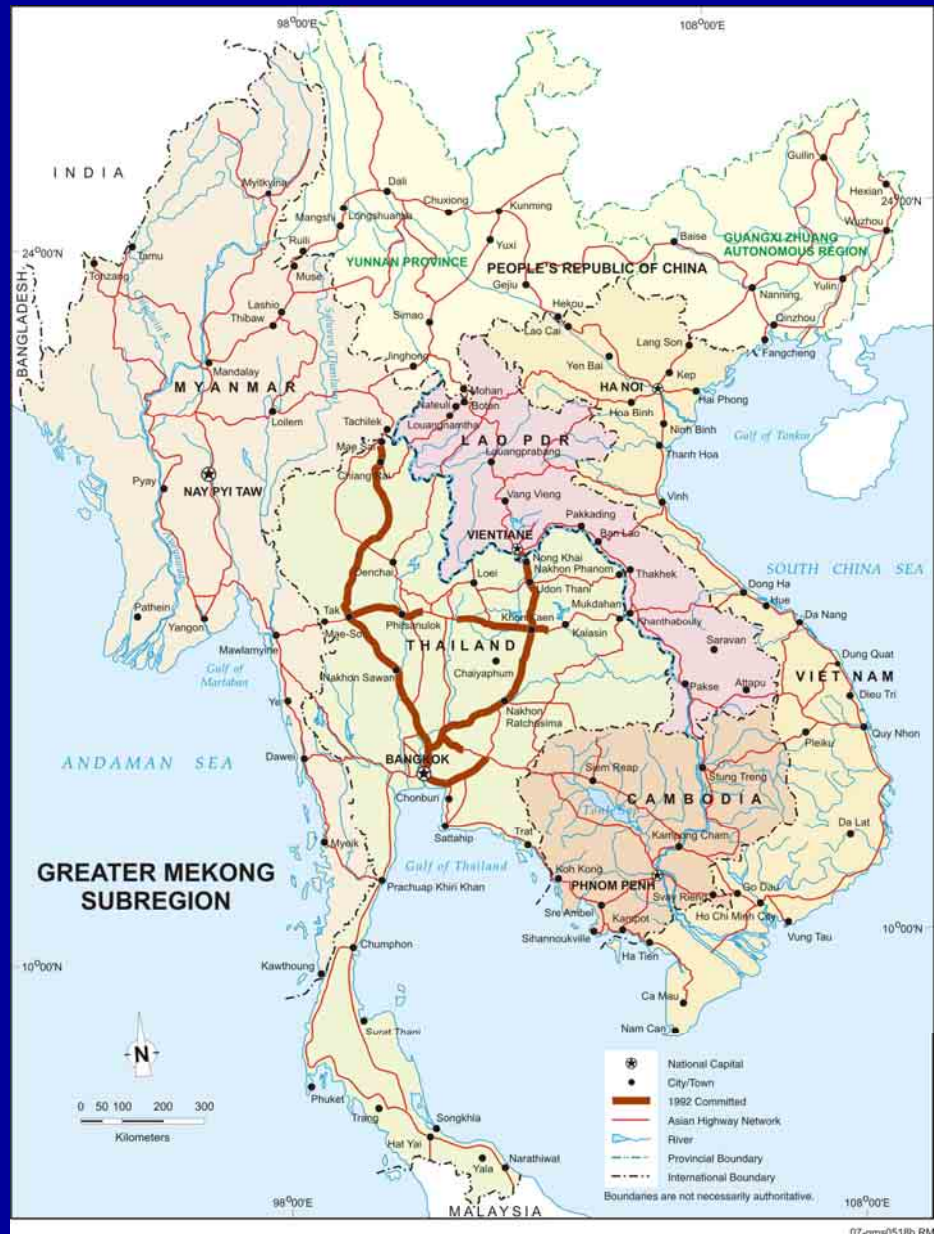 98°00'E
108°00'E
INDIA
Myitkyina
Dali
Chuxiong
Kunming
Guilin
Hexian
24°00'N
Mangshi
Longshuansh
Wuzhou
24°00'N
Tamu
Ruili
Yuxi
Baise
GUANGXI ZHUANG
AUTONOMOUS REGION
Tonzang
Muse
YUNNAN PROVINCE
PEOPLE'S REPUBLIC OF CHINA
Gejiu
Nanning
Yulin
BANGLADESH
Lashio
Thibaw
Simao
Hekou
Lao Cai
Qinzhou
Lang Son
Fangcheng
Mandalay
Jinghong
Yen Bai
Kep
MYANMAR
Mohan
HA NOI
Hai Phong
Loilem
Tachilek
Nateuil
Boten
Hoa Binh
Louangnamtha
Ninh Binh
Gulf of Tonkin
Mae Sai
LAO PDR
Thanh Hoa
Chiang Rai
Louangprabang
NAY PYI TAW
Pyay
Vang Vieng
Vinh
Pakkading
VIENTIANE
Ban Lao
Nong Khai
SOUTH CHINA SEA
Denchai
Loei
Nakhon Phanom
Thakhek
Udon Thani
Dong Ha
Pathein
Hue
Tak
Mukdahan
Yangon
Mae-Sot
Phitsanulok
Khon Kaen
Kalasin
Khanthabouly
Da Nang
Mawlamyine
THAILAND
Saravan
Gulf of
Martaban
Chaiyaphum
Dung Quat
Nakhon Sawan
VIET NAM
Ye
Pakse
Attapu
Dieu Tri
Nakhon
Ratchasima
Quy Nhon
Pleiku
ANDAMAN SEA
Dawei
BANGKOK
Siem Reap
Stung Treng
Chonburi
CAMBODIA
Da Lat
Sattahip
Trat
Kampong Cham
Myeik
Gulf of Thailand
GREATER MEKONG
SUBREGION
Prachuap Khiri Khan
Koh Kong
PHNOM PENH
Svay Rieng
Go Dau
Sre Ambel
Ho Chi Minh City
Kampot
Vung Tau
Sihannoukville
10°00'N
Chumphon
Ha Tien
10°00'N
Kawthoung
Ca Mau
Surat Thani
Nam Can
N
National Capital
City/Town
Phuket
1992 Committed
0 50 100 200 300
Trang
Songkhla
Asian Highway Network
Kilometers
Hat Yai
River
Yala
Narathiwat
Provincial Boundary
International Boundary
Boundaries are not necessarily authoritative.
98°00'E
MALAYSIA
108°00'E
07-gms0518b RM